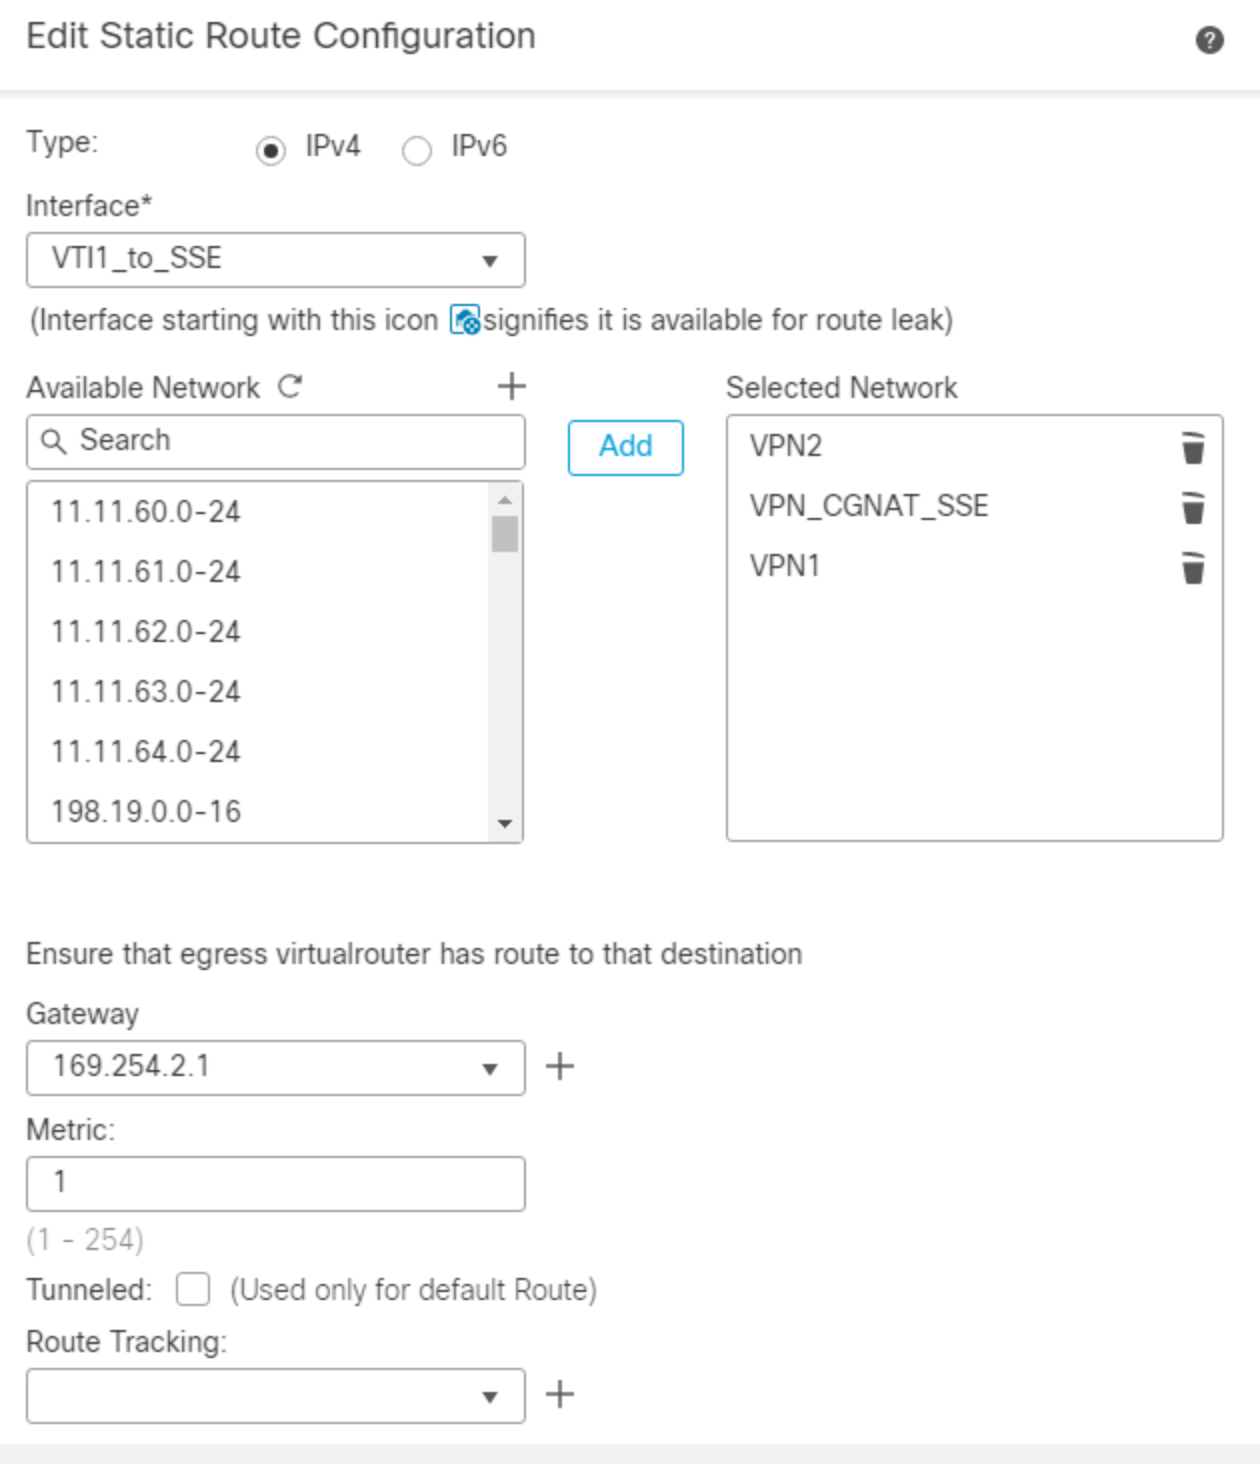 Edit Static Route Configuration
Type: IPv4 IPv6
Interface*
VTI1_to_SSE
(Interface starting with this icon signifies it is available for route leak)
Available Network
Search
11.11.60.0-24
11.11.61.0-24
11.11.62.0-24
11.11.63.0-24
11.11.64.0-24
198.19.0.0-16
Add
Selected Network
VPN2
VPN_CGNAT_SSE
VPN1
Ensure that egress virtualrouter has route to that destination
Gateway
169.254.2.1
Metric:
1
(1 - 254)
Tunneled: (Used only for default Route)
Route Tracking: